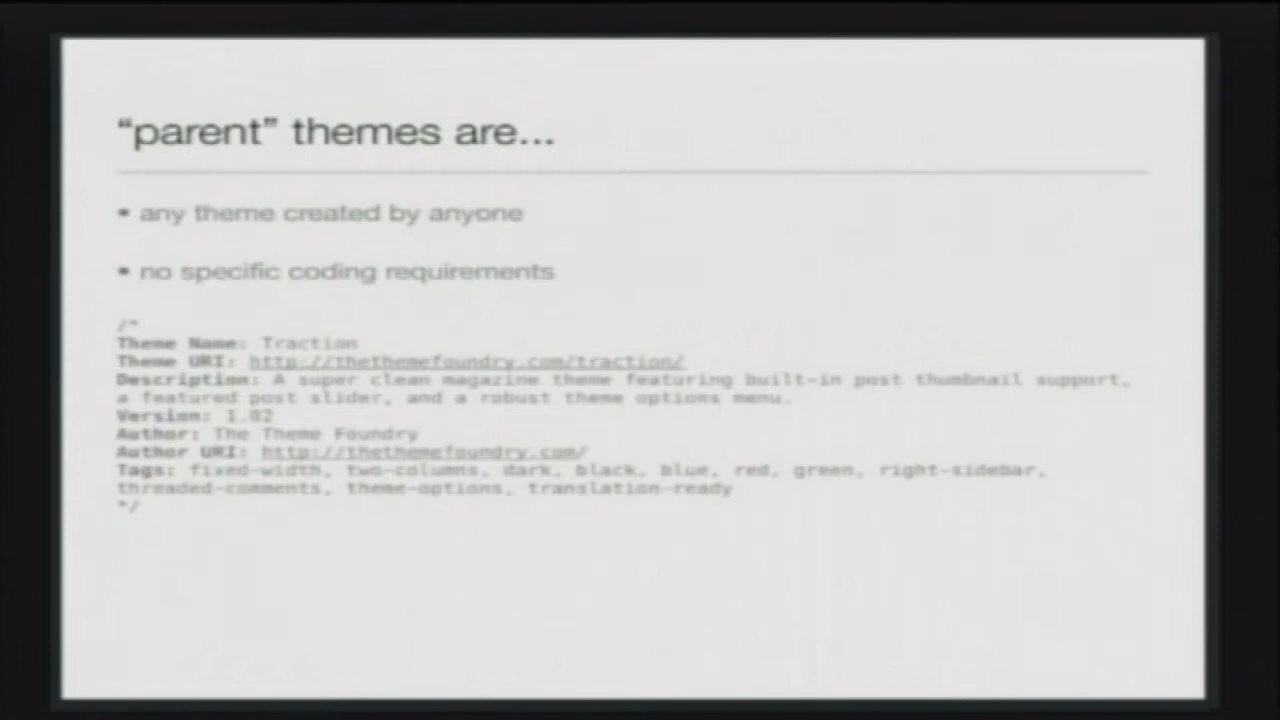 “parent” themes are...
• any theme created by anyone
• no specific coding requirements
/*
Theme Name: Traction
Theme URI: http://thethemefoundry.com/traction/
Description: A super clean magazine theme featuring built-in post thumbnail support,
a featured post slider, and a robust theme options menu.
Version: 1.02
Author: The Theme Foundry
Author URI: http://thethemefoundry.com/
Tags: fixed-width, two-columns, dark, black, blue, red, green, right-sidebar,
threaded-comments, theme-options, translation-ready
*/